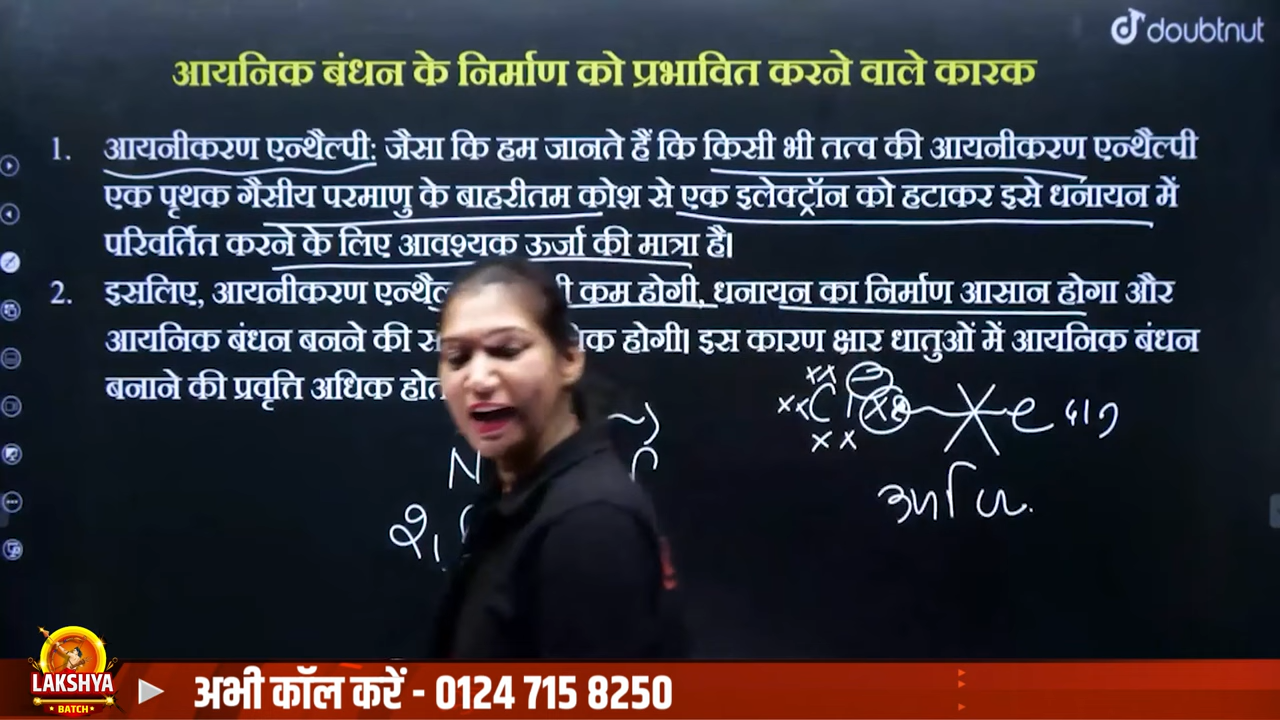 doubtnut
आयनिक बंधन के निर्माण को प्रभावित करने वाले कारक
1. आयनीकरण एन्थैल्पी: जैसा कि हम जानते हैं कि किसी भी तत्व की आयनीकरण एन्थैल्पी
एक पृथक गैसीय परमाणु के बाहरीतम कोश से एक इलेक्ट्रॉन को हटाकर इसे धनायन में
परिवर्तित करने के लिए आवश्यक ऊर्जा की मात्रा है।
2. इसलिए, आयनीकरण कम होगी, धनायन का निर्माण आसान होगा और
आयनिक बंधन बनने की होगी। इस कारण क्षार धातुओं में आयनिक बंधन
बनाने की प्रवृत्ति अधिक
Cl
N
2,
LAKSHYA
BATCH
अभी कॉल करें - 0124 715 8250